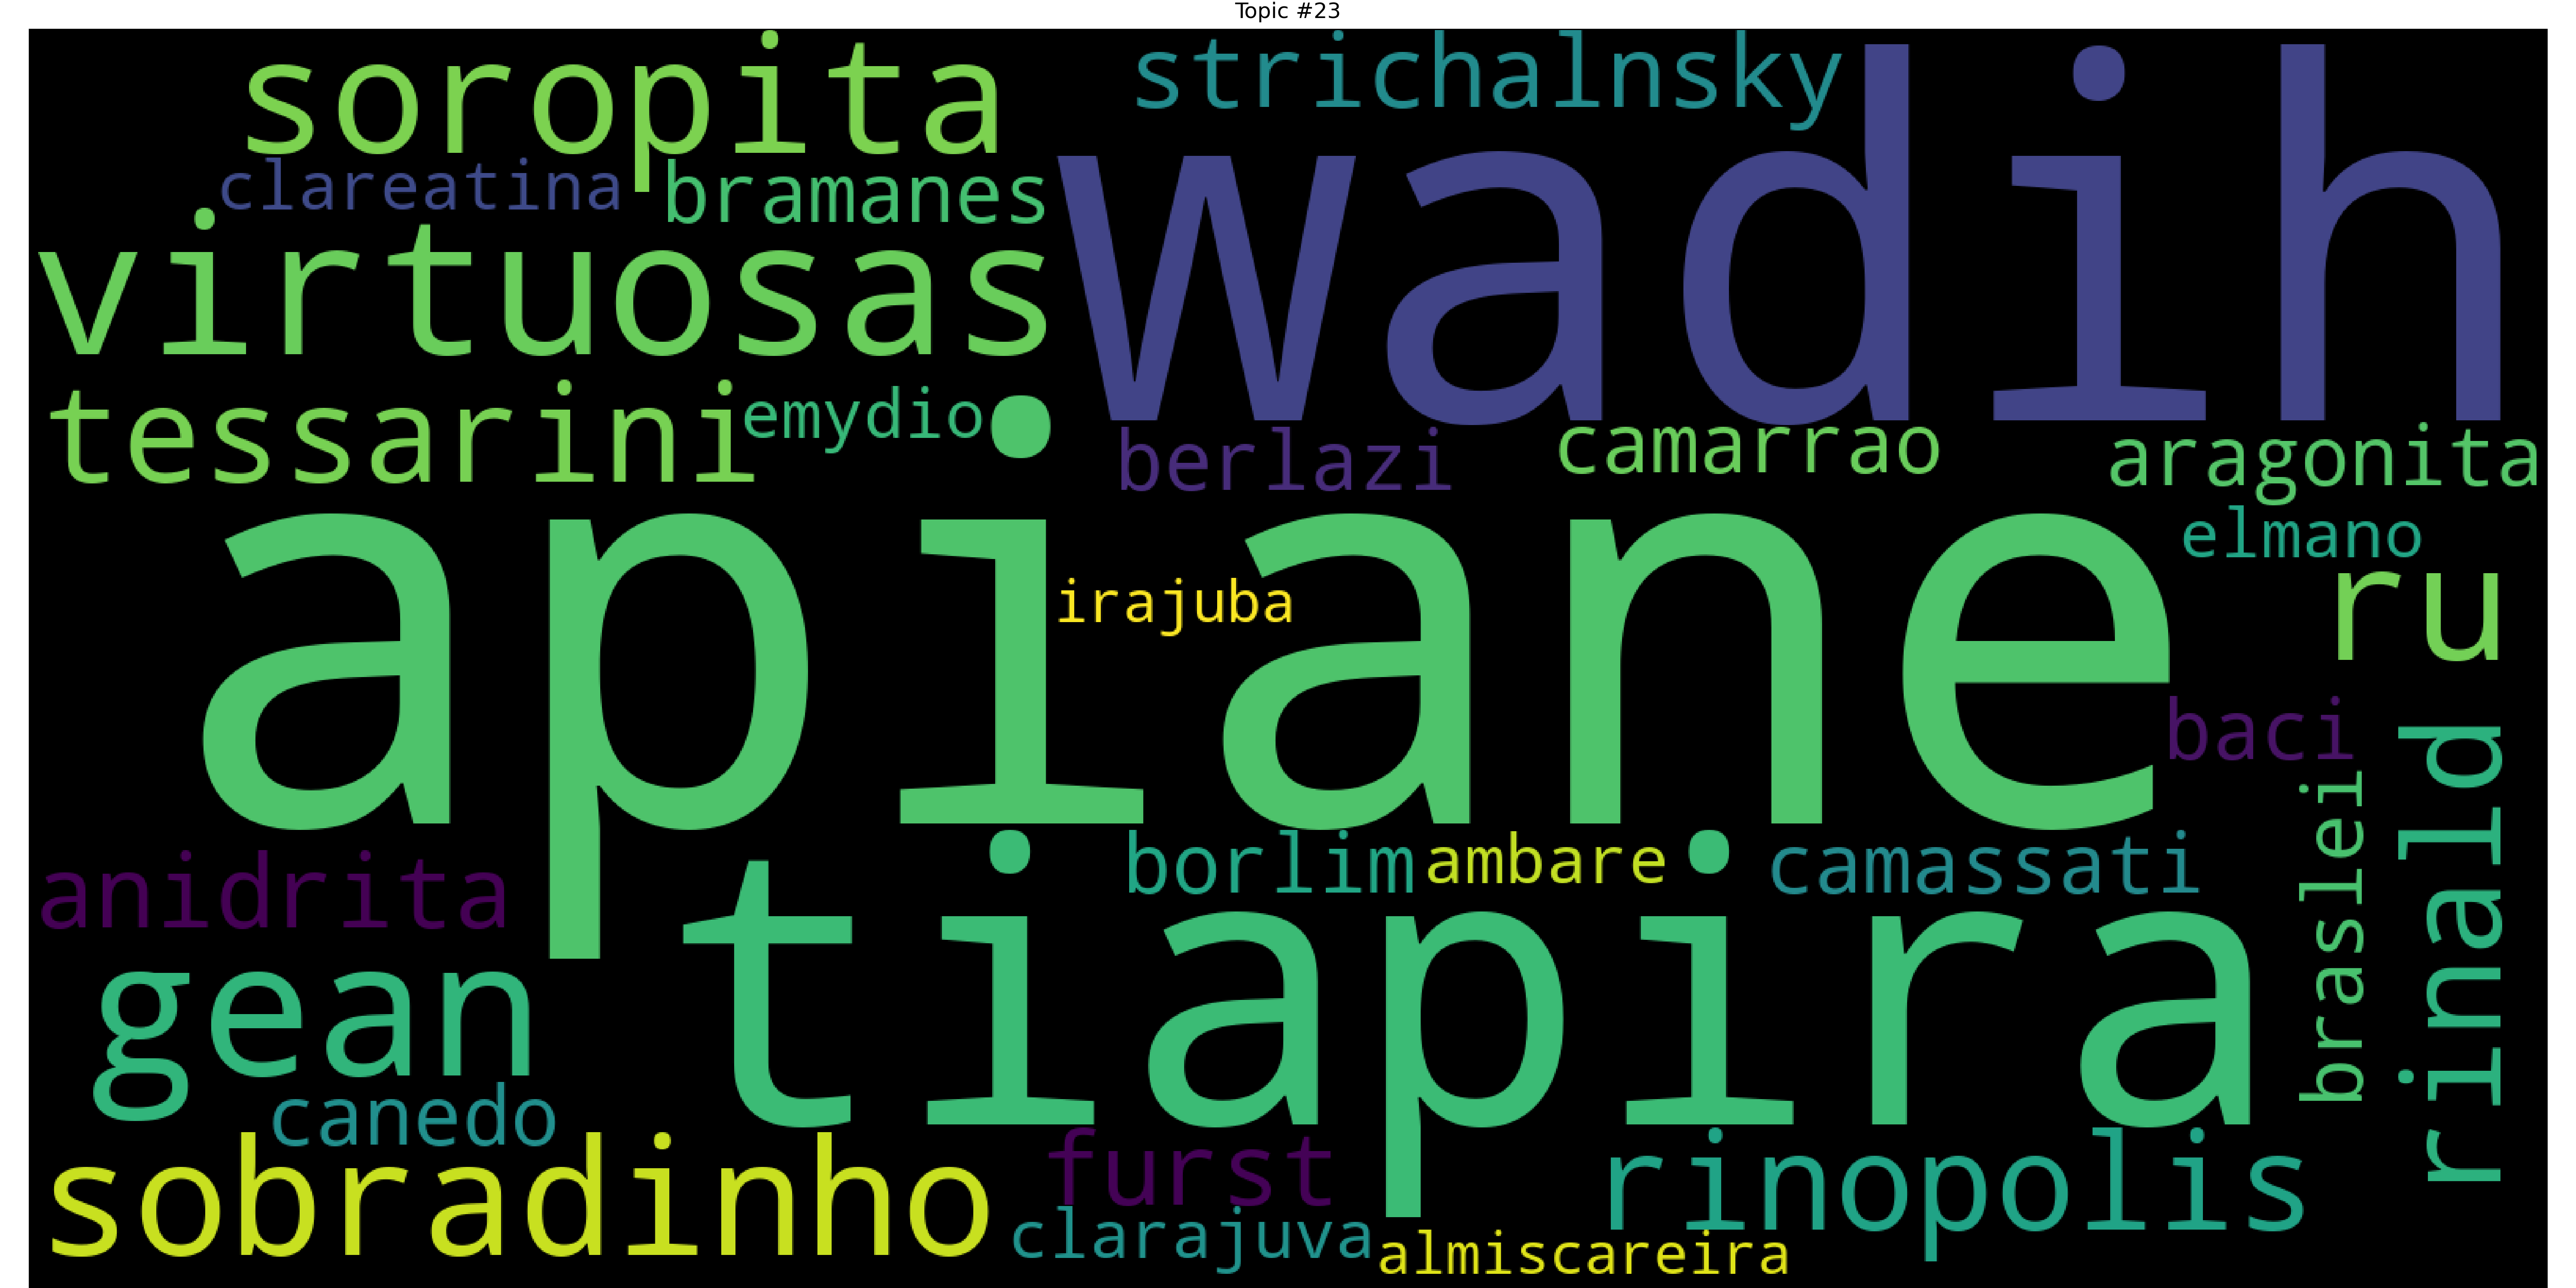 Topic #23
soropita
strichalnsky
wadih
clareatina
bramanes
virtuosas
tessarini
emydio
berlazi
camarrao
aragonita
elmano
apiane
irajuba
ru
baci
rinald
braslei
anidrita
borlim
ambare
camassati
tiapira
gean
canedo
sobradinho
furst
rinopolis
clarajuva
almiscareira